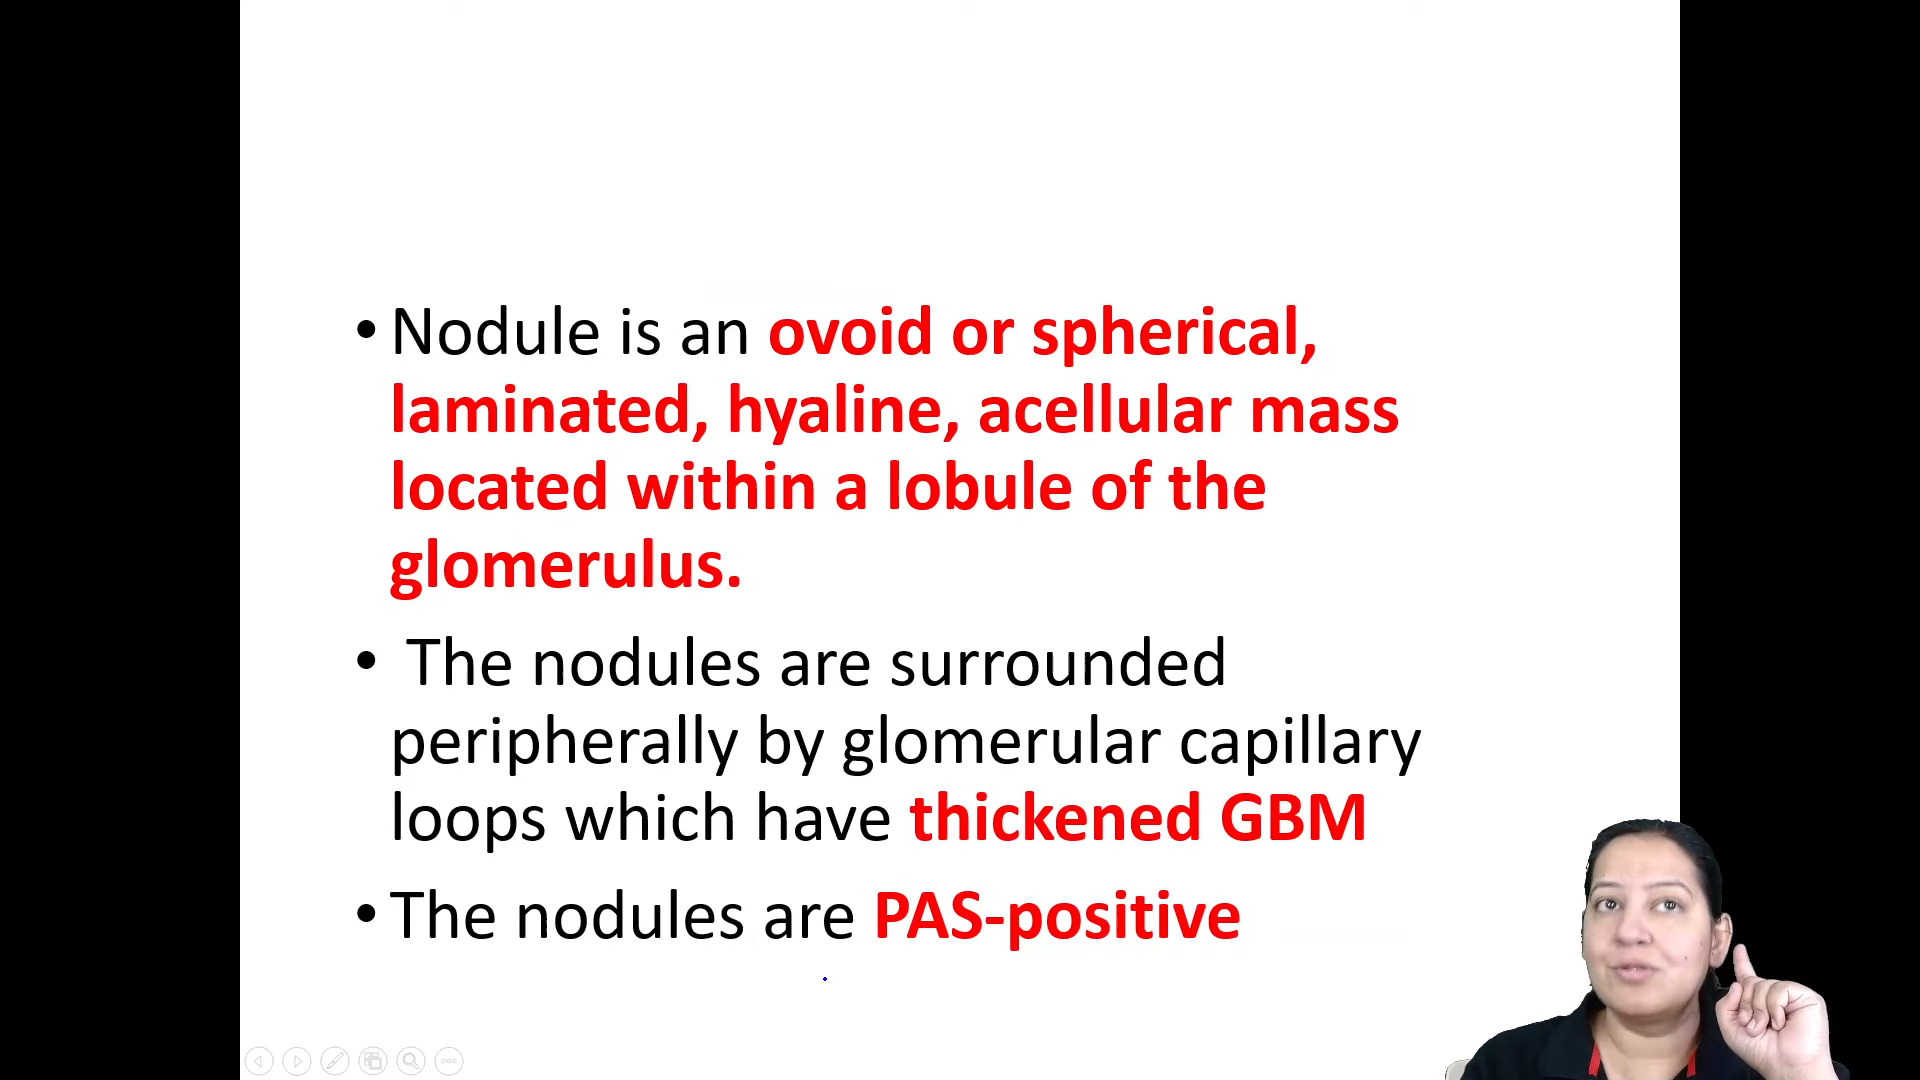 • Nodule is an ovoid or spherical,
laminated, hyaline, acellular mass
located within a lobule of the
glomerulus.
• The nodules are surrounded
peripherally by glomerular capillary
loops which have thickened GBM
• The nodules are PAS-positive